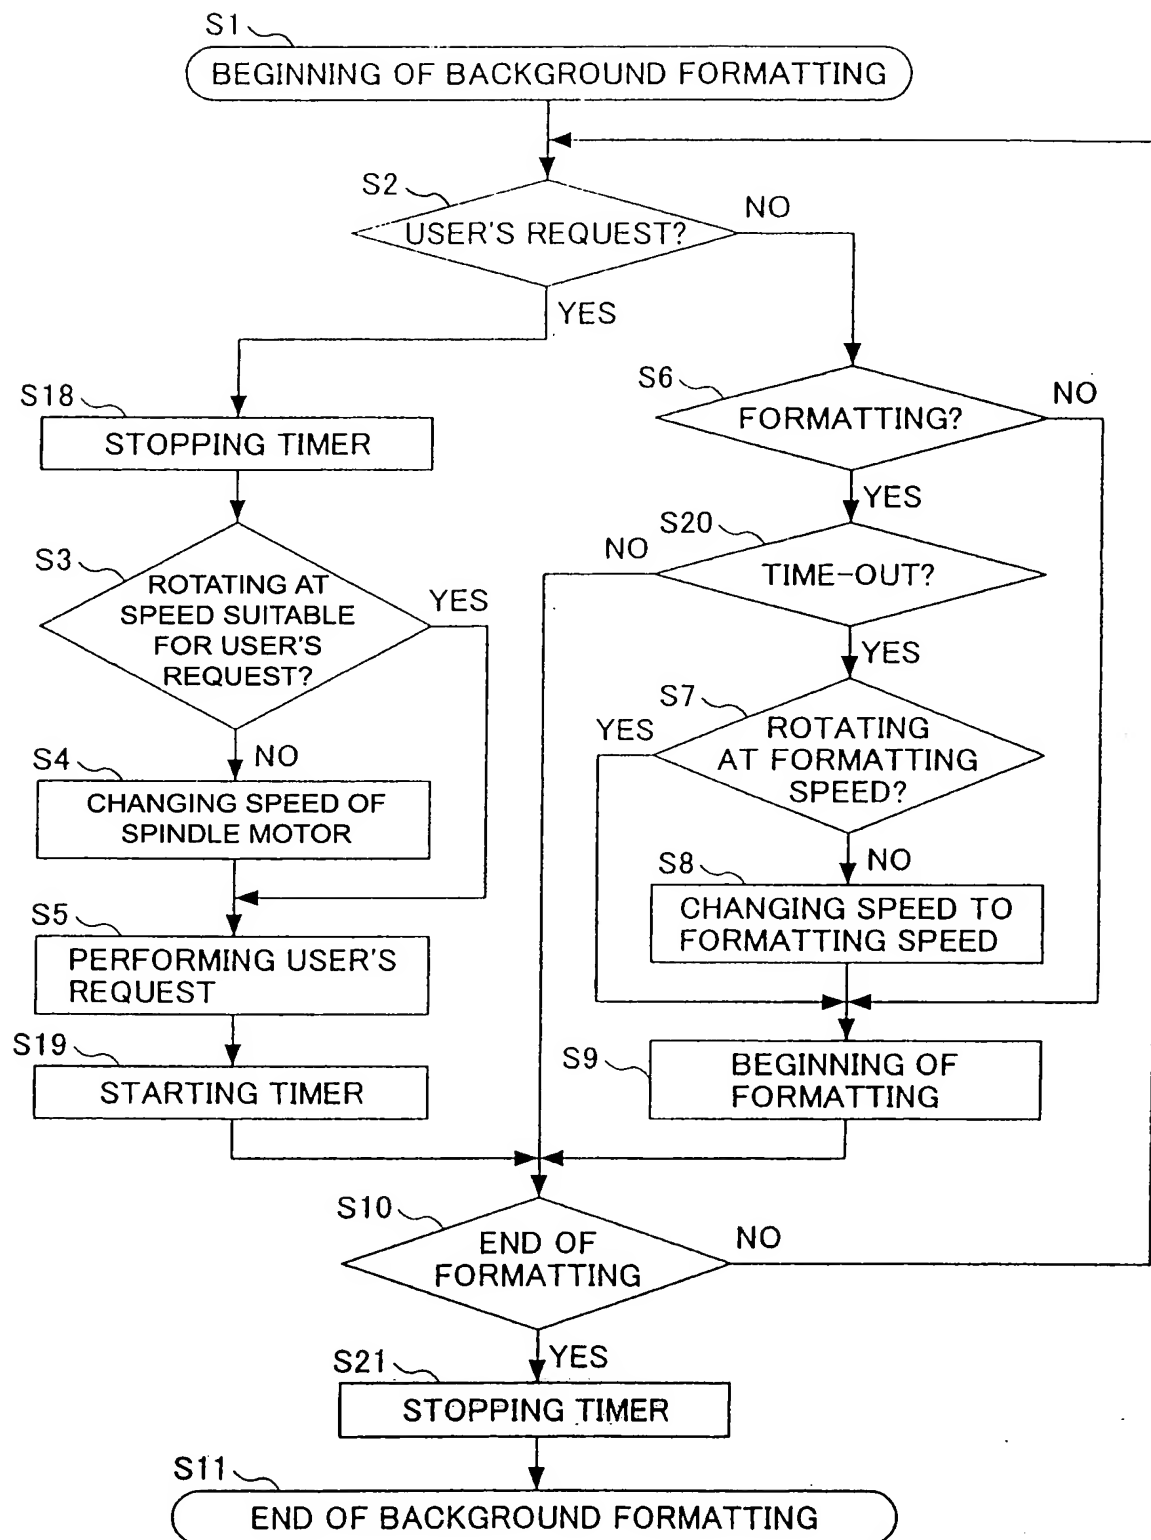 S1
BEGINNING OF BACKGROUND FORMATTING
S2
USER'S REQUEST?
NO
YES
S18
STOPPING TIMER
S6
FORMATTING?
NO
YES
S3
ROTATING AT
SPEED SUITABLE
FOR USER'S
REQUEST?
YES
NO
S20
TIME-OUT?
NO
YES
S4
CHANGING SPEED OF
SPINDLE MOTOR
S7
ROTATING
AT FORMATTING
SPEED?
YES
NO
S5
PERFORMING USER'S
REQUEST
S8
CHANGING SPEED TO
FORMATTING SPEED
S19
STARTING TIMER
S9
BEGINNING OF
FORMATTING
S10
END OF
FORMATTING
NO
YES
S21
STOPPING TIMER
S11
END OF BACKGROUND FORMATTING